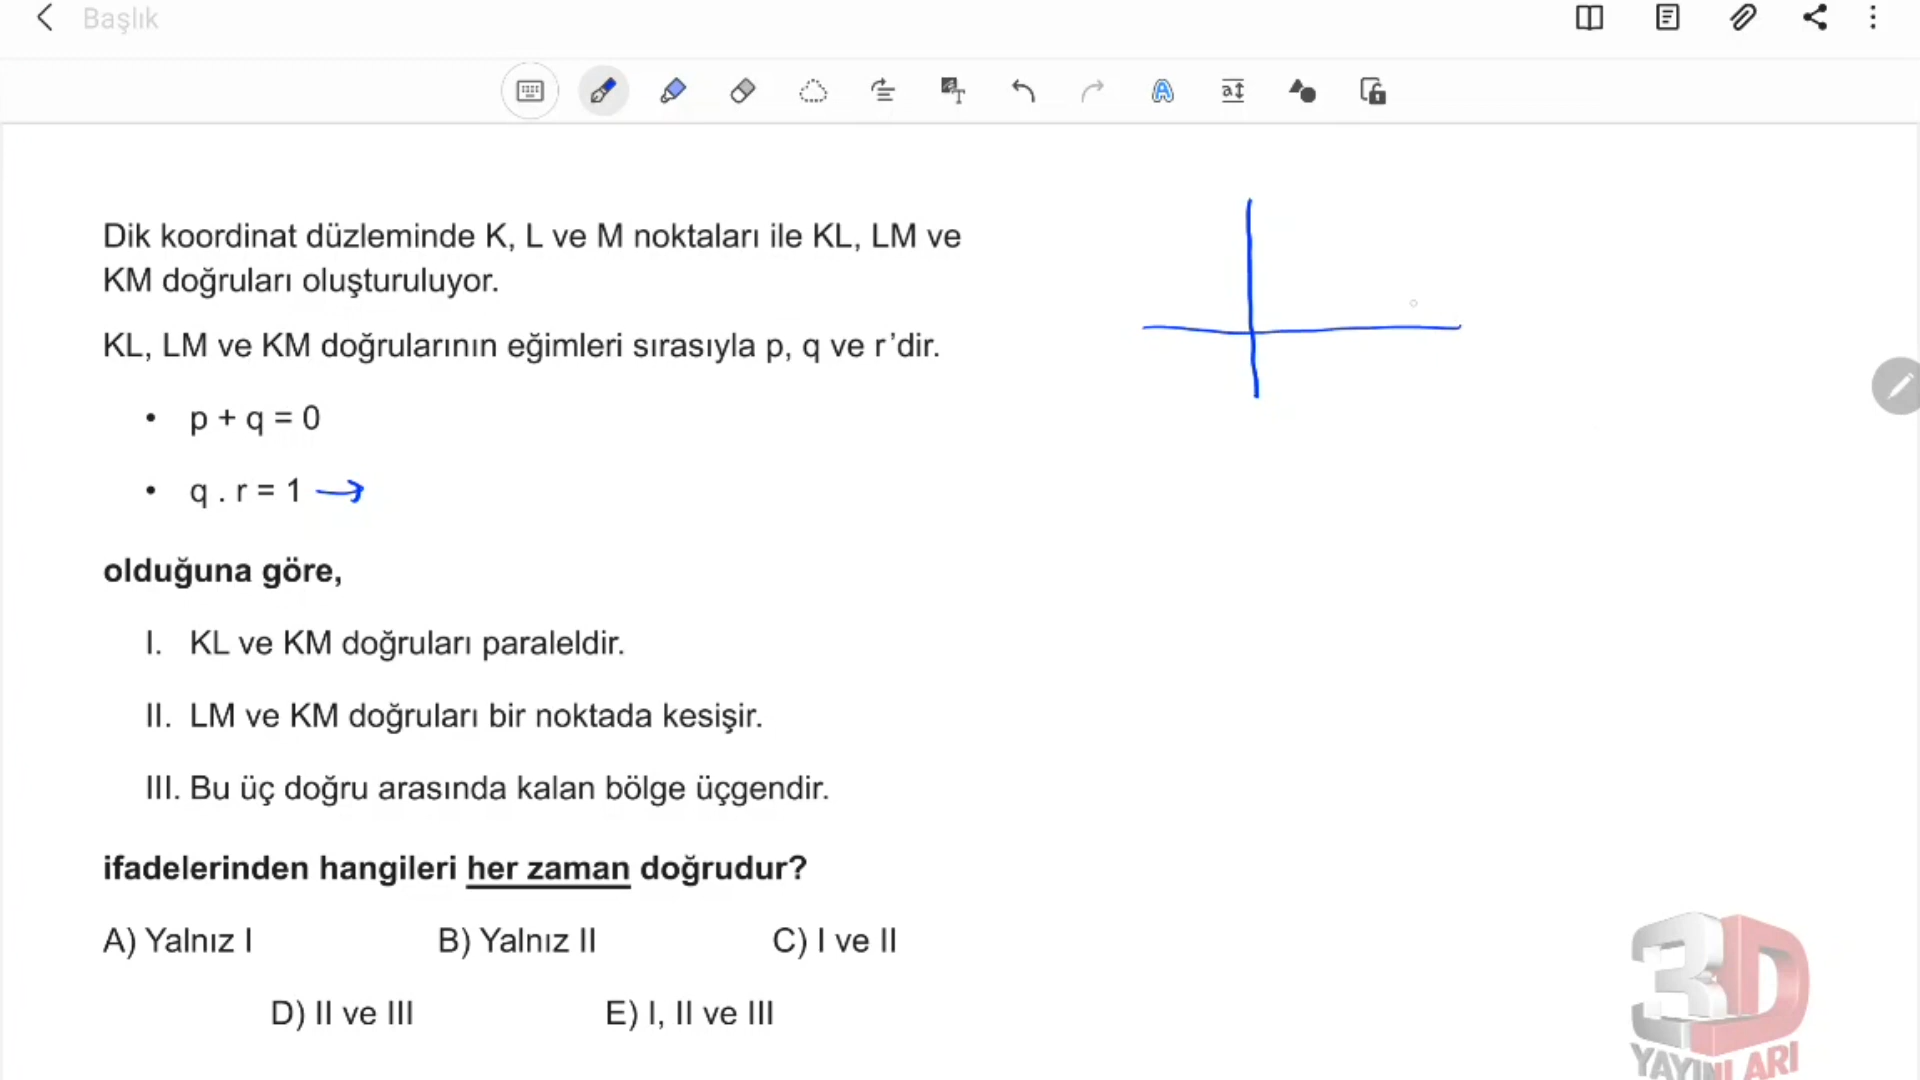 Başlık
Dik koordinat düzleminde K, L ve M noktaları ile KL, LM ve
KM doğruları oluşturuluyor.
KL, LM ve KM doğrularının eğimleri sırasıyla p, q ve r’dir.
• p + q = 0
• q . r = 1 →
olduğuna göre,
I. KL ve KM doğruları paraleldir.
II. LM ve KM doğruları bir noktada kesişir.
III. Bu üç doğru arasında kalan bölge üçgendir.
ifadelerinden hangileri her zaman doğrudur?
A) Yalnız I B) Yalnız II C) I ve II
D) II ve III E) I, II ve III
3D
YAYINLARI